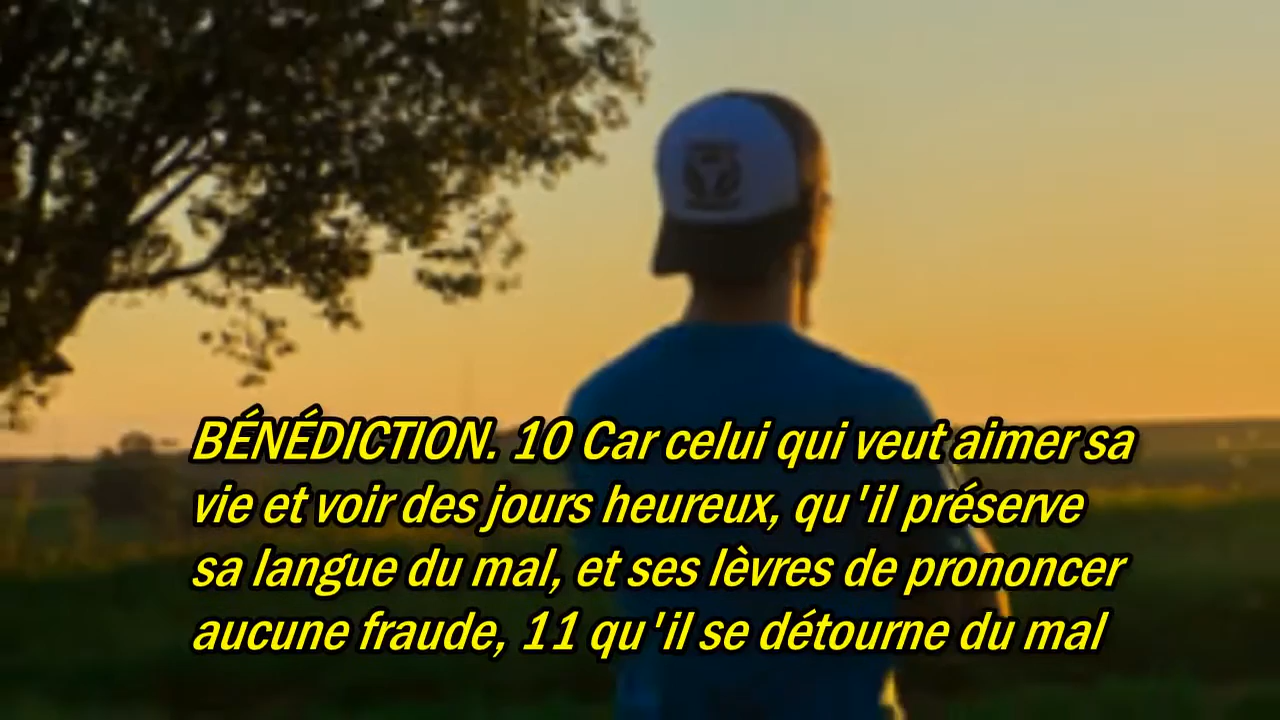 BÉNÉDICTION. 10 Car celui qui veut aimer sa
vie et voir des jours heureux, qu'il préserve
sa langue du mal, et ses lèvres de prononcer
aucune fraude, 11 qu'il se détourne du mal